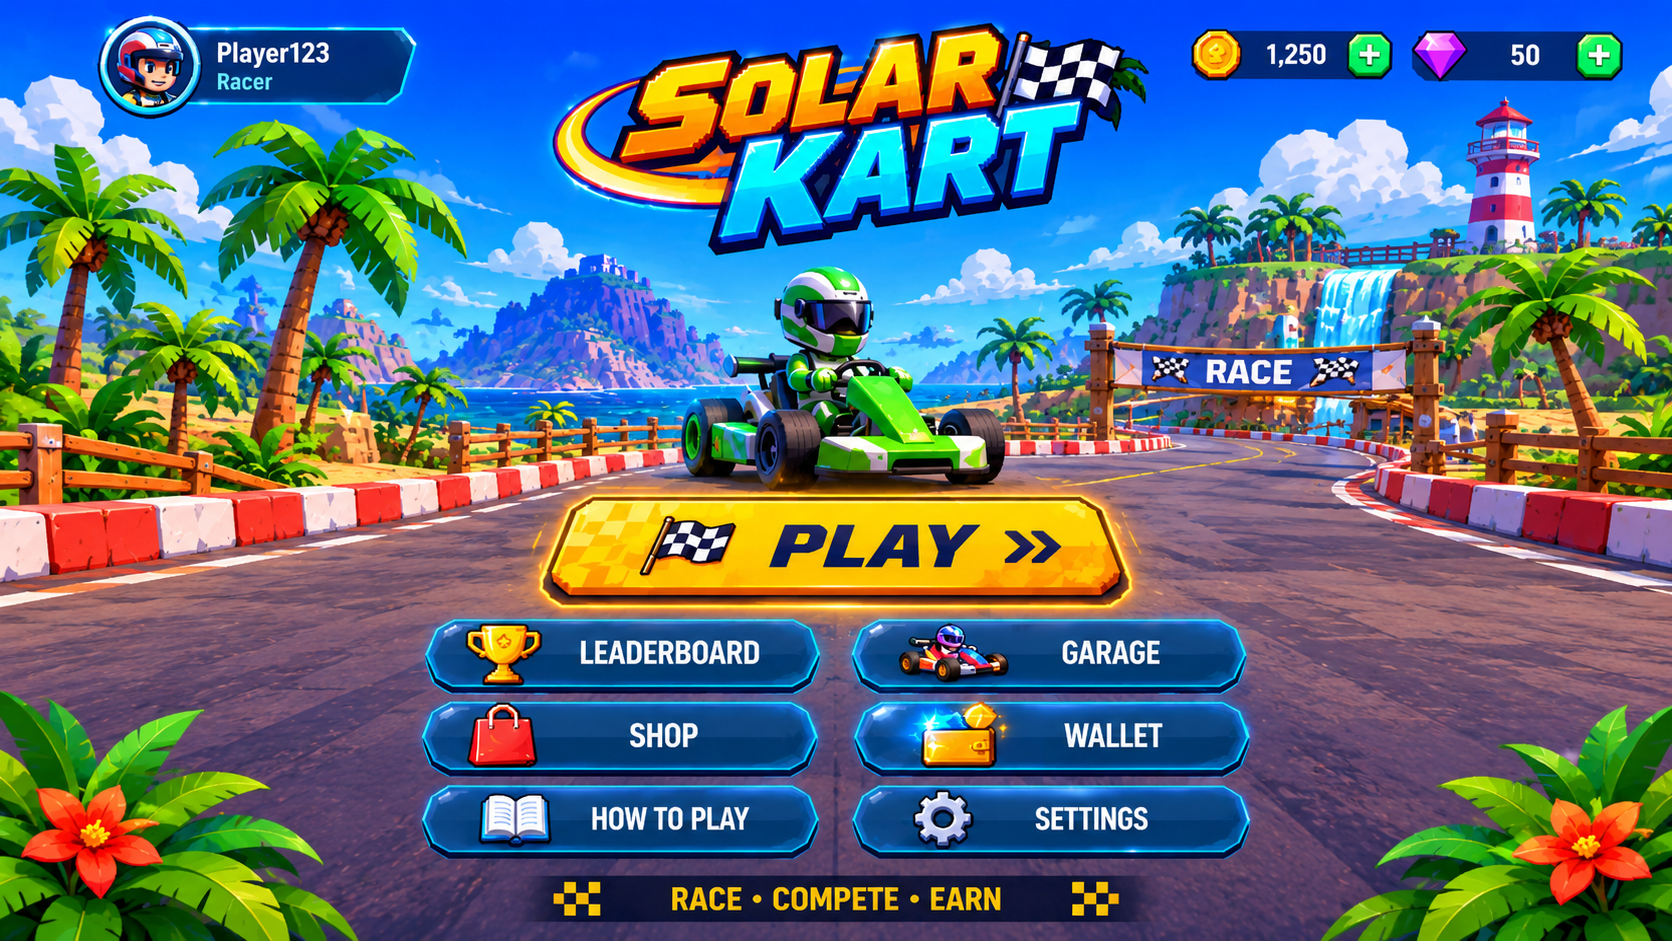 Player123
Racer
SOLAR
KART
1,250
50
RACE
PLAY
LEADERBOARD
GARAGE
SHOP
WALLET
HOW TO PLAY
SETTINGS
RACE • COMPETE • EARN